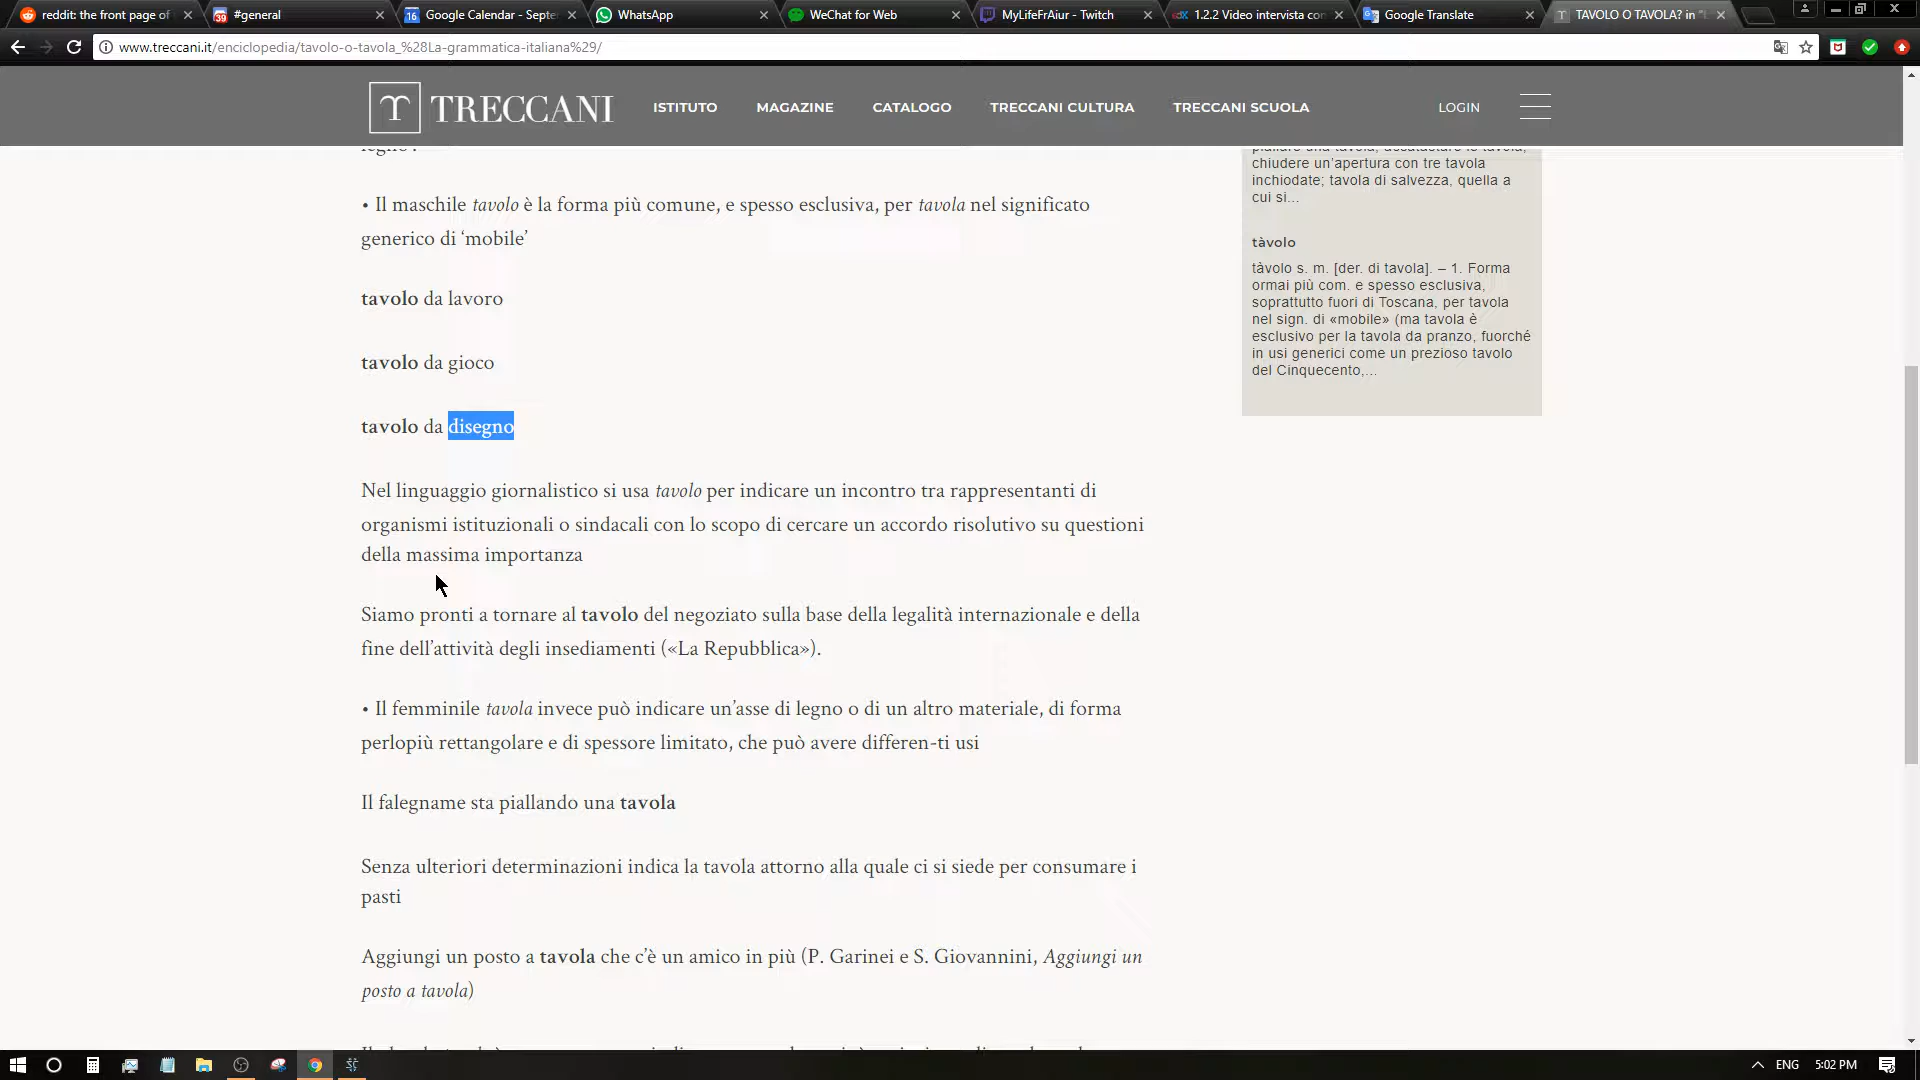 reddit: the front page of
#general
Google Calendar - Septe
WhatsApp
WeChat for Web
MyLifeFrAiur - Twitch
1.2.2 Video intervista con
Google Translate
TAVOLO O TAVOLA? in "L
www.treccani.it/enciclopedia/tavolo-o-tavola_%28La-grammatica-italiana%29/
TRECCANI
ISTITUTO
MAGAZINE
CATALOGO
TRECCANI CULTURA
TRECCANI SCUOLA
LOGIN
• Il maschile tavolo è la forma più comune, e spesso esclusiva, per tavola nel significato
generico di ‘mobile’
tavolo da lavoro
tavolo da gioco
tavolo da disegno
Nel linguaggio giornalistico si usa tavolo per indicare un incontro tra rappresentanti di
organismi istituzionali o sindacali con lo scopo di cercare un accordo risolutivo su questioni
della massima importanza
Siamo pronti a tornare al tavolo del negoziato sulla base della legalità internazionale e della
fine dell’attività degli insediamenti («La Repubblica»).
• Il femminile tavola invece può indicare un’asse di legno o di un altro materiale, di forma
perlopiù rettangolare e di spessore limitato, che può avere differen-ti usi
Il falegname sta piallando una tavola
Senza ulteriori determinazioni indica la tavola attorno alla quale ci si siede per consumare i
pasti
Aggiungi un posto a tavola che c’è un amico in più (P. Garinei e S. Giovannini, Aggiungi un
posto a tavola)
chiudere un’apertura con tre tavola
inchiodate; tavola di salvezza, quella a
cui si...
tàvolo
tàvolo s. m. [der. di tavola]. – 1. Forma
ormai più com. e spesso esclusiva,
soprattutto fuori di Toscana, per tavola
nel sign. di «mobile» (ma tavola è
esclusivo per la tavola da pranzo, fuorché
in usi generici come un prezioso tavolo
del Cinquecento,...
ENG
5:02 PM